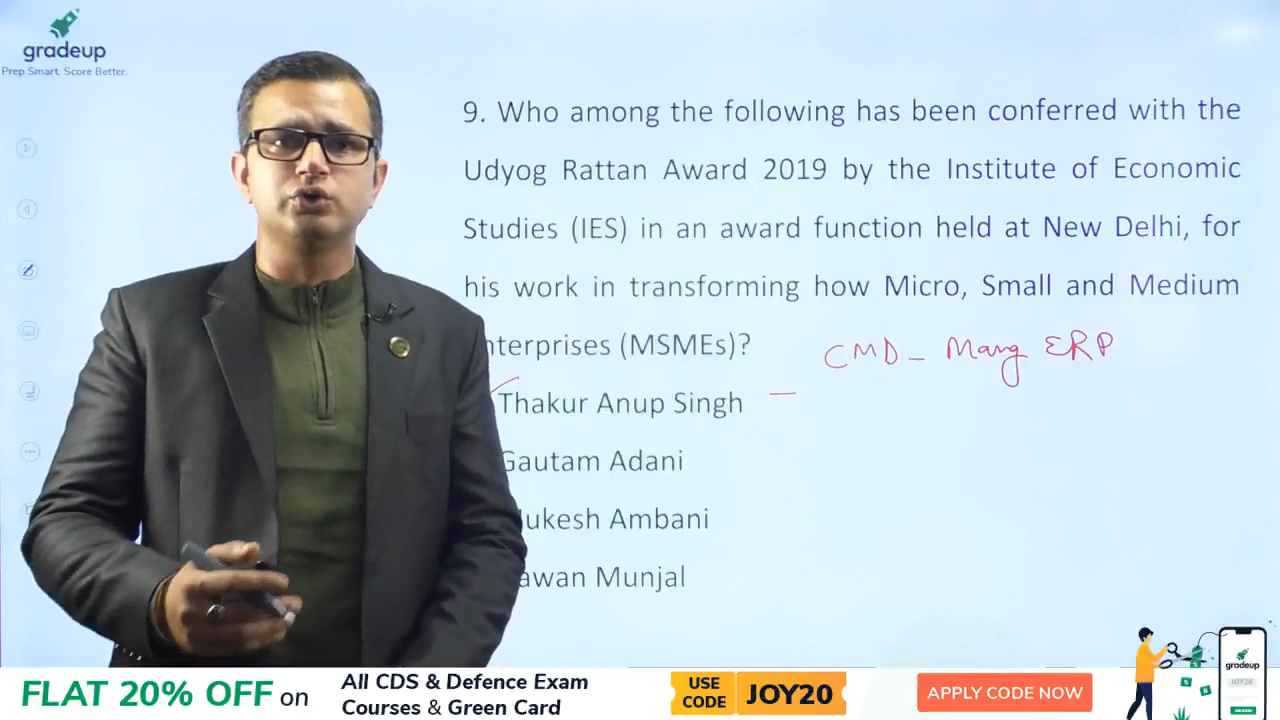 gradeup
Prep Smart. Score Better.
9. Who among the following has been conferred with the
Udyog Rattan Award 2019 by the Institute of Economic
Studies (IES) in an award function held at New Delhi, for
his work in transforming how Micro, Small and Medium
nterprises (MSMEs)?
CMD - Marg ERP
Thakur Anup Singh -
Gautam Adani
ukesh Ambani
awan Munjal
gradeup
JOY20
FLAT 20% OFF on
All CDS & Defence Exam
Courses & Green Card
USE
CODE
JOY20
APPLY CODE NOW